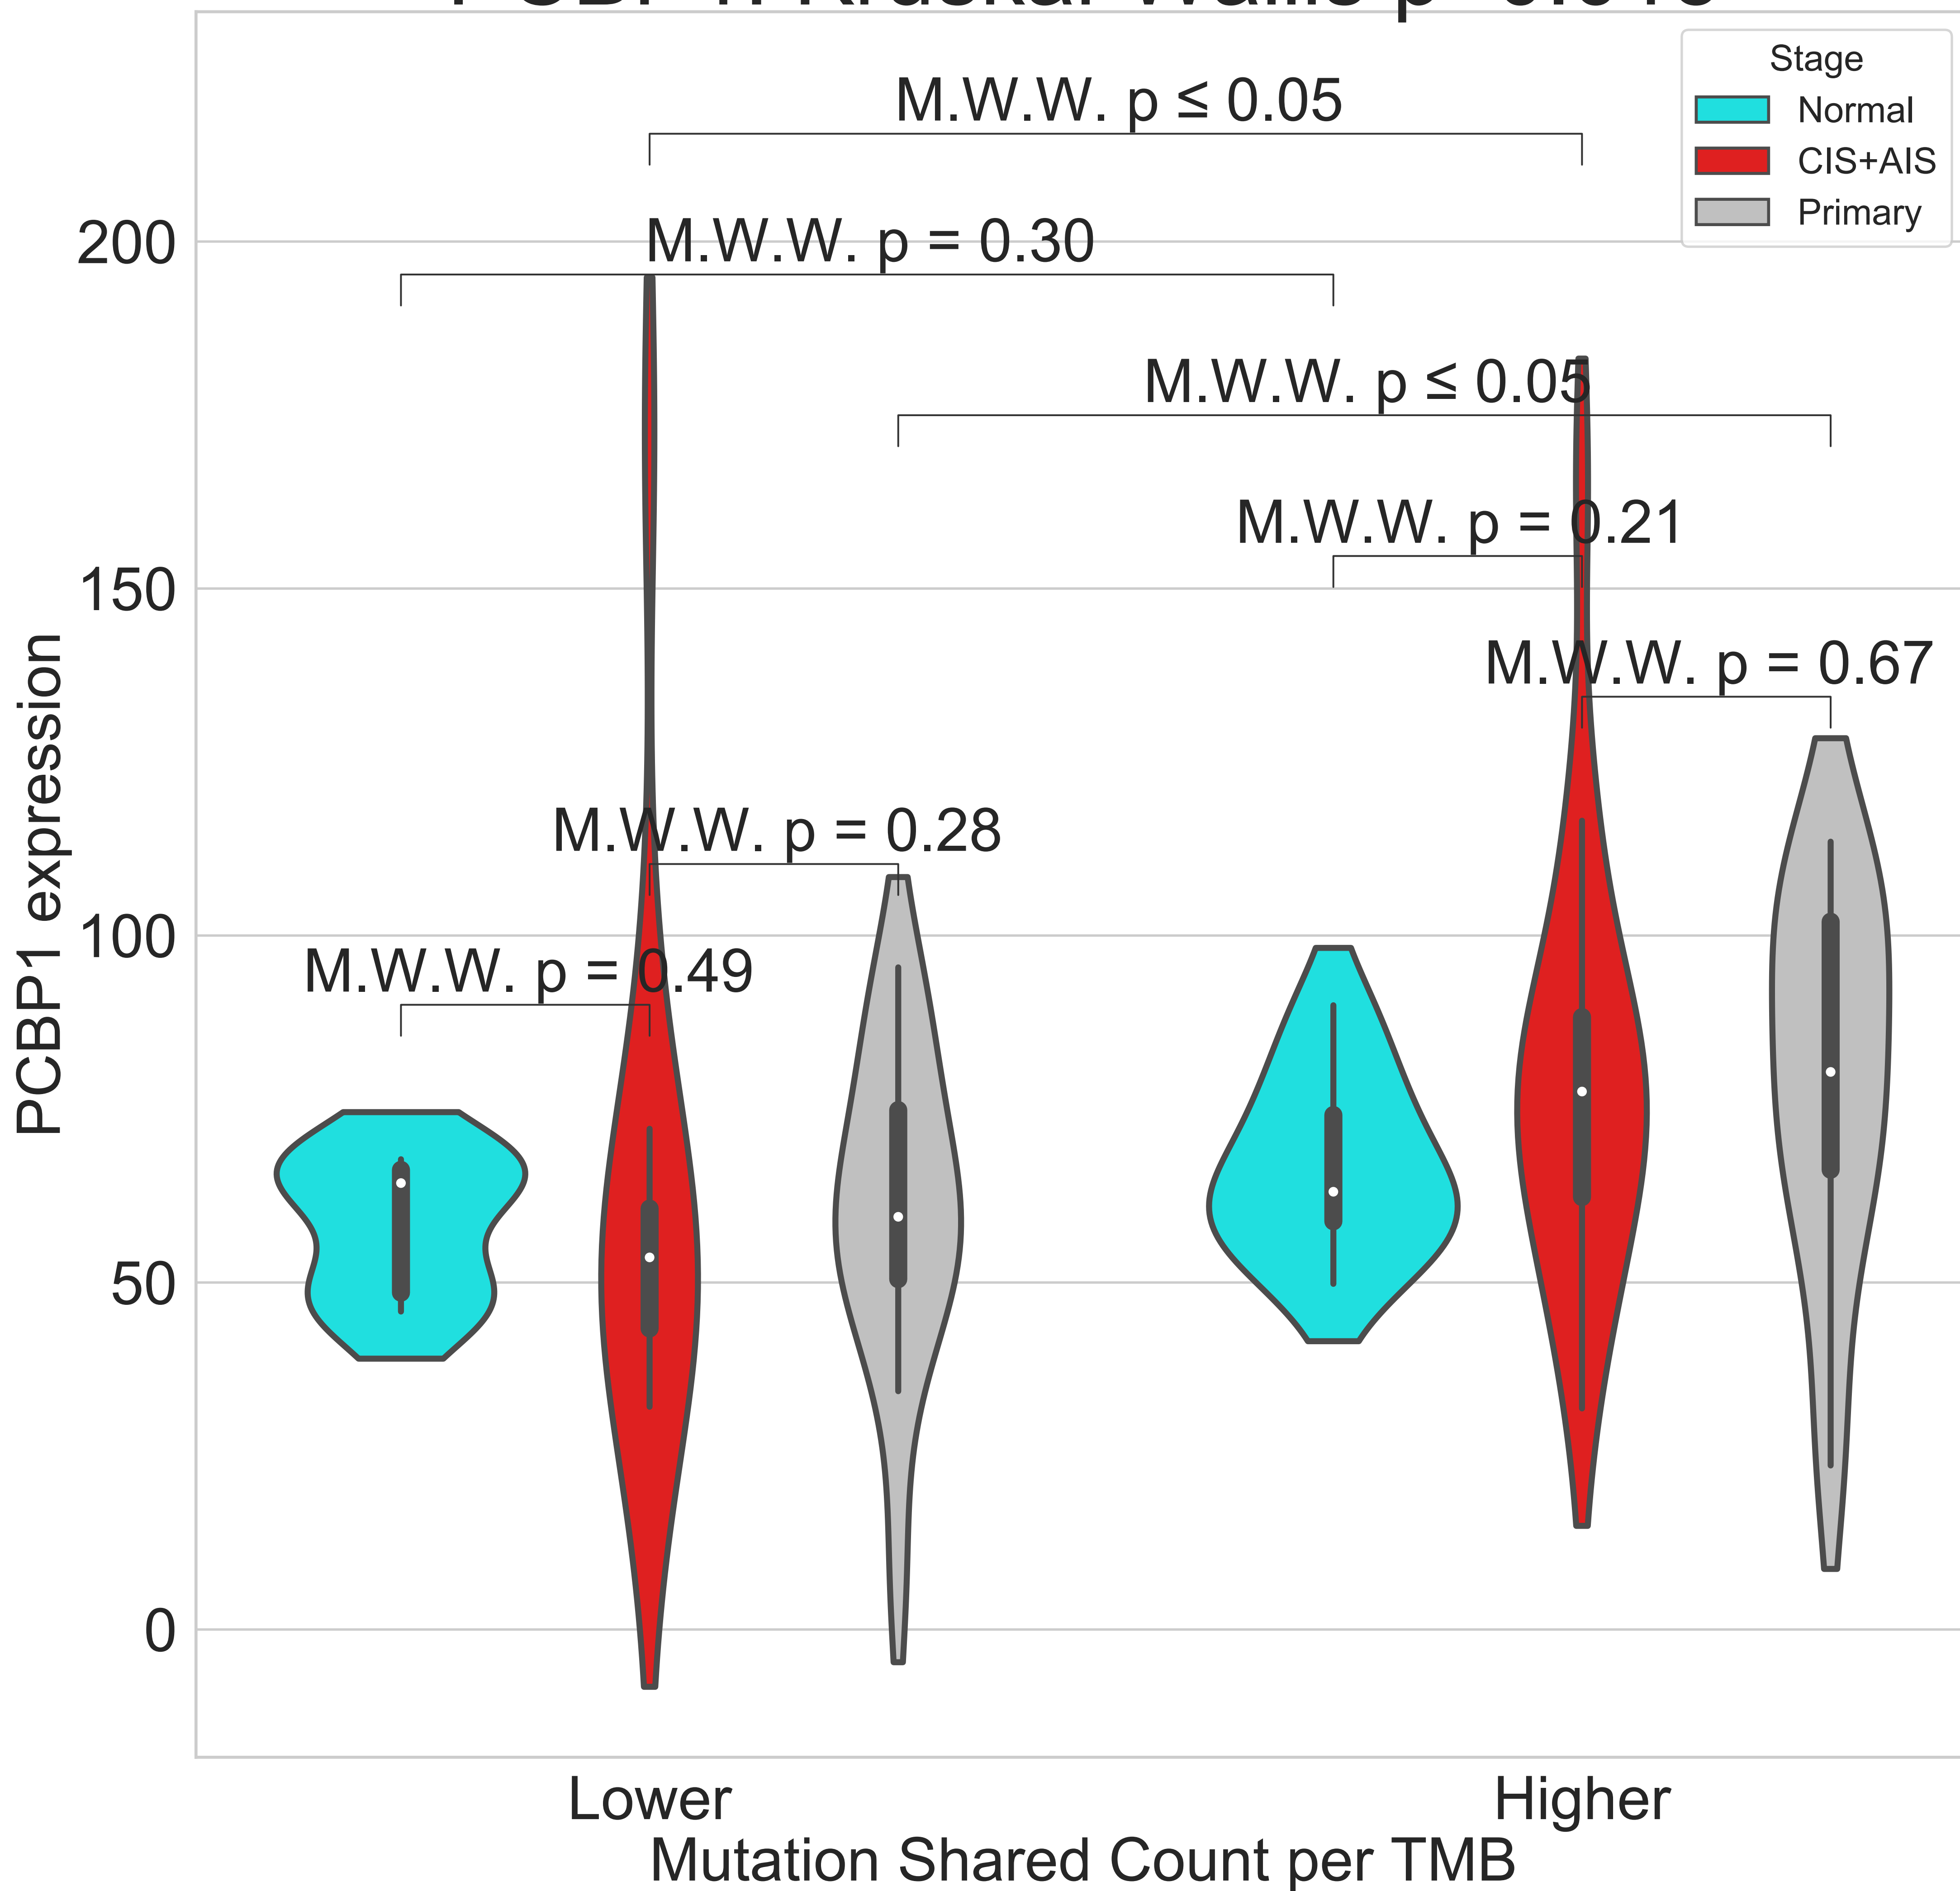 Stage
Normal
CIS+AIS
Primary
M.W.W. p ≤ 0.05
M.W.W. p = 0.30
M.W.W. p ≤ 0.05
M.W.W. p = 0.21
M.W.W. p = 0.67
M.W.W. p = 0.28
M.W.W. p = 0.49
200
150
100
50
0
PCBP1 expression
Lower
Higher
Mutation Shared Count per TMB